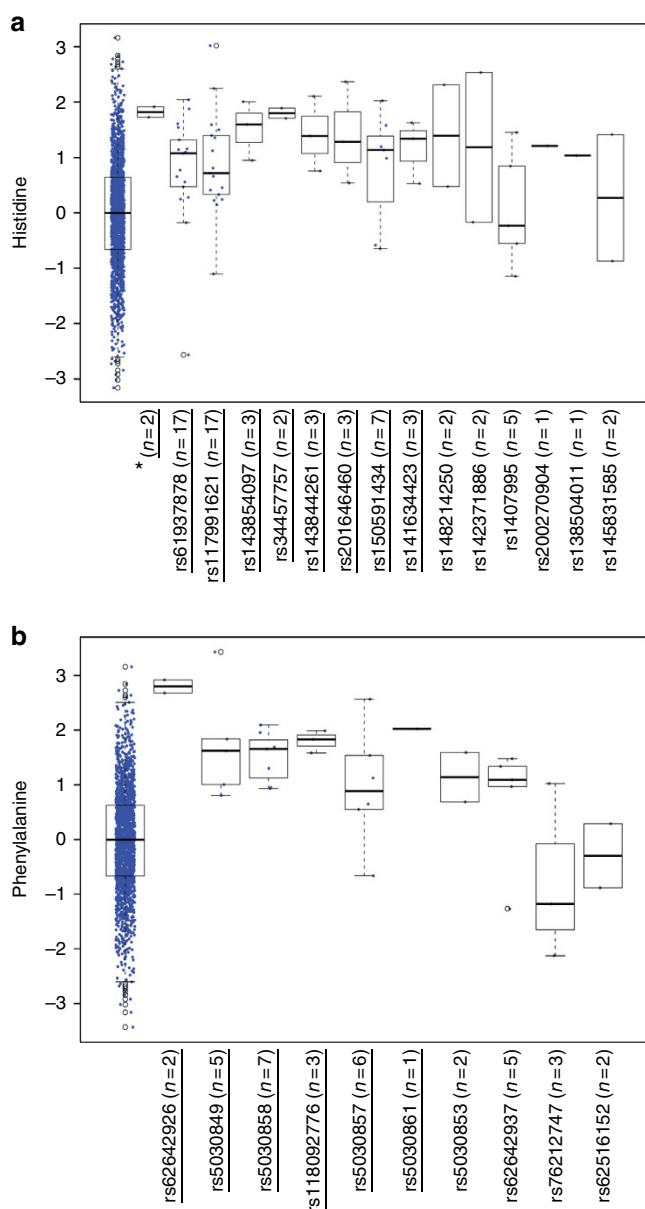 a
3
2
1
0
–1
–2
–3
Histidine
* (n = 2)
rs61937878 (n = 17)
rs117991621 (n = 17)
rs143854097 (n = 3)
rs34457757 (n = 2)
rs143844261 (n = 3)
rs201646460 (n = 3)
rs150591434 (n = 7)
rs141634423 (n = 3)
rs148214250 (n = 2)
rs142371886 (n = 2)
rs1407995 (n = 5)
rs200270904 (n = 1)
rs138504011 (n = 1)
rs145831585 (n = 2)
b
3
2
1
0
–1
–2
–3
Phenylalanine
rs62642926 (n = 2)
rs5030849 (n = 5)
rs5030858 (n = 7)
rs118092776 (n = 3)
rs5030857 (n = 6)
rs5030861 (n = 1)
rs5030853 (n = 2)
rs62642937 (n = 5)
rs76212747 (n = 3)
rs62516152 (n = 2)